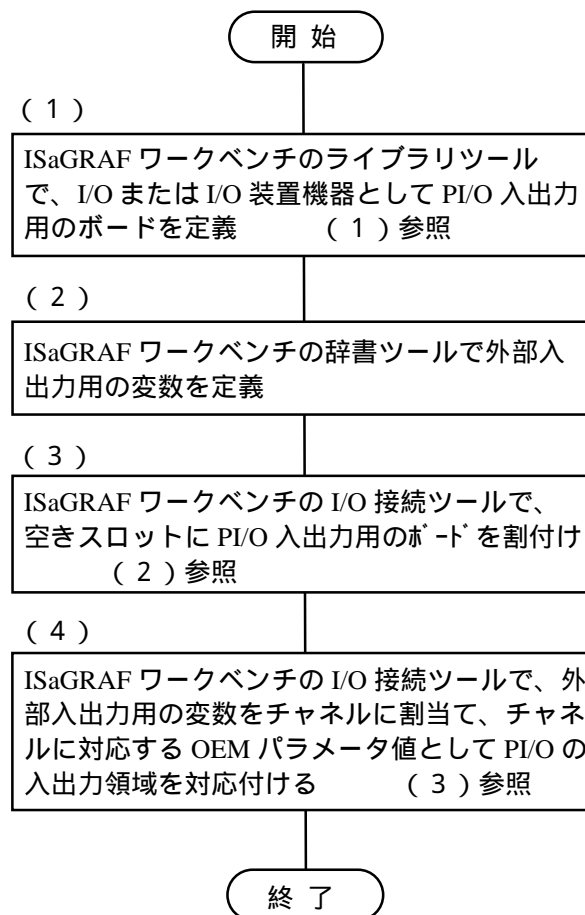 開 始
(1)
ISaGRAF ワークベンチのライブラリツール
で、I/O または I/O 装置機器として PI/O 入出力
用のボードを定義　　　(1)参照
(2)
ISaGRAF ワークベンチの辞書ツールで外部入
出力用の変数を定義
(3)
ISaGRAF ワークベンチの I/O 接続ツールで、
空きスロットに PI/O 入出力用のﾎﾞｰﾄﾞを割付け
(2)参照
(4)
ISaGRAF ワークベンチの I/O 接続ツールで、外
部入出力用の変数をチャネルに割当て、チャネ
ルに対応する OEM パラメータ値として PI/O の
入出力領域を対応付ける　　　(3)参照
終 了